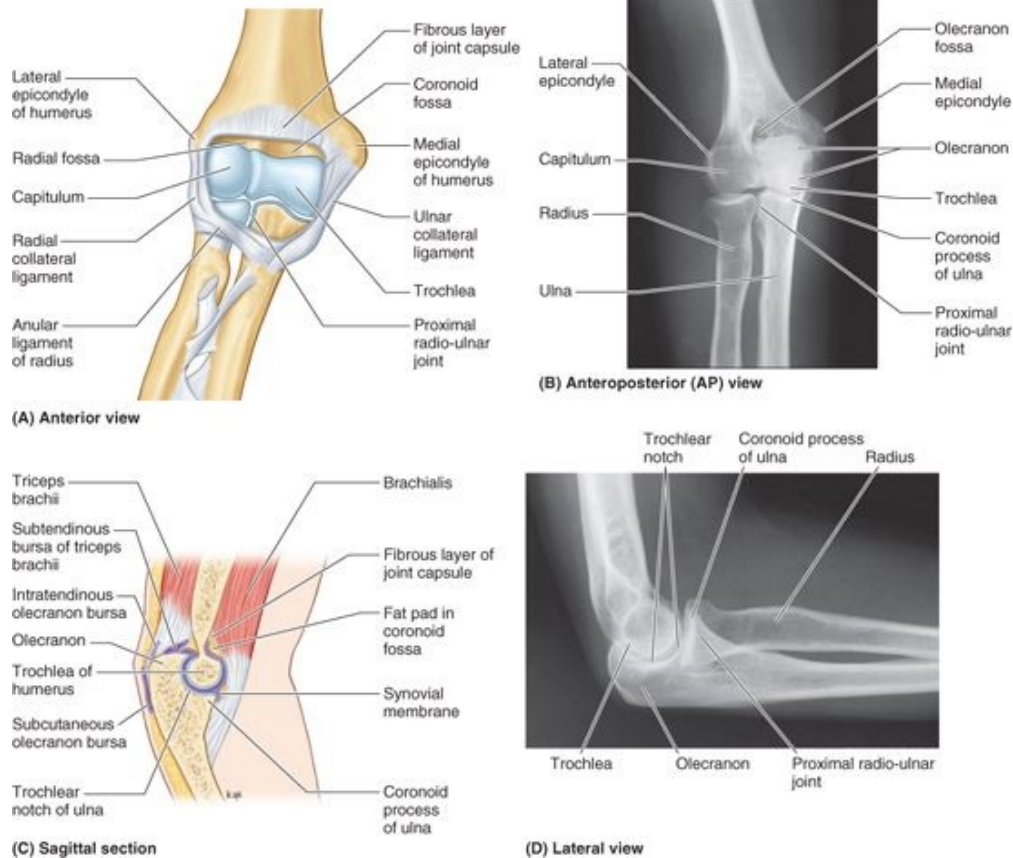 Lateral
epicondyle
of humerus
Radial fossa
Capitulum
Radial
collateral
ligament
Anular
ligament
of radius
Fibrous layer
of joint capsule
Coronoid
fossa
Medial
epicondyle
of humerus
Ulnar
collateral
ligament
Trochlea
Proximal
radio-ulnar
joint
(A) Anterior view
Lateral
epicondyle
Capitulum
Radius
Ulna
Olecranon
fossa
Medial
epicondyle
Olecranon
Trochlea
Coronoid
process
of ulna
Proximal
radio-ulnar
joint
(B) Anteroposterior (AP) view
Triceps
brachii
Subtendinous
bursa of triceps
brachii
Intratendinous
olecranon bursa
Olecranon
Trochlea of
humerus
Subcutaneous
olecranon bursa
Trochlear
notch of ulna
Brachialis
Fibrous layer of
joint capsule
Fat pad in
coronoid
fossa
Synovial
membrane
Coronoid
process
of ulna
(C) Sagittal section
Trochlear
notch
Coronoid process
of ulna
Radius
Trochlea
Olecranon
Proximal radio-ulnar
joint
(D) Lateral view